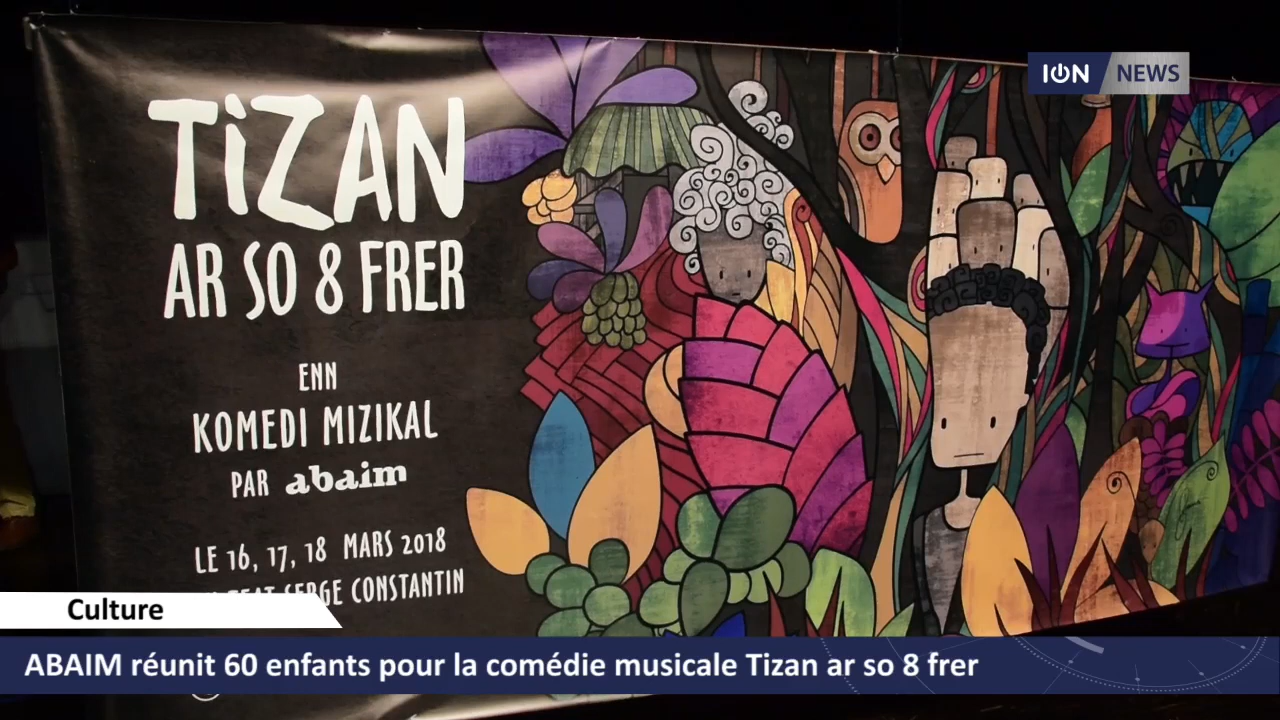 TiZAN
AR SO 8 FRER
ENN
KOMEDI MIZIKAL
PAR abaim
LE 16, 17, 18 MARS 2018
SERGE CONSTANTIN
ION NEWS
Culture
ABAIM réunit 60 enfants pour la comédie musicale Tizan ar so 8 frer